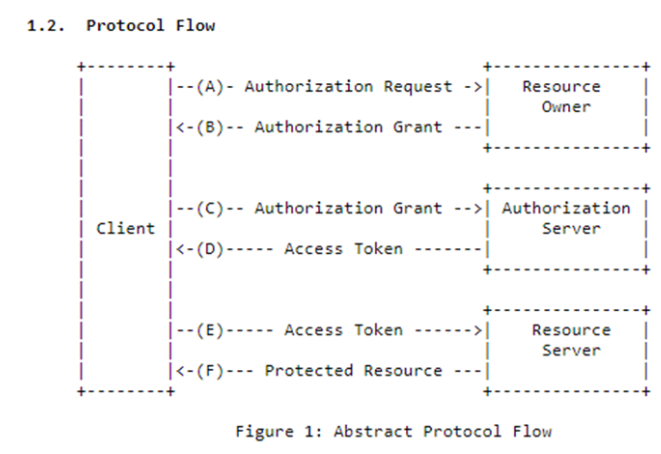 1.2. Protocol Flow
+--------+                               +---------------+
|        |--(A)- Authorization Request ->|   Resource    |
|        |                               |     Owner     |
|        |<-(B)-- Authorization Grant ---|               |
|        |                               +---------------+
|        |
|        |                               +---------------+
|        |--(C)-- Authorization Grant -->| Authorization |
| Client |                               |     Server    |
|        |<-(D)----- Access Token -------|               |
|        |                               +---------------+
|        |
|        |                               +---------------+
|        |--(E)----- Access Token ------>|    Resource   |
|        |                               |     Server    |
|        |<-(F)--- Protected Resource ---|               |
+--------+                               +---------------+
Figure 1: Abstract Protocol Flow